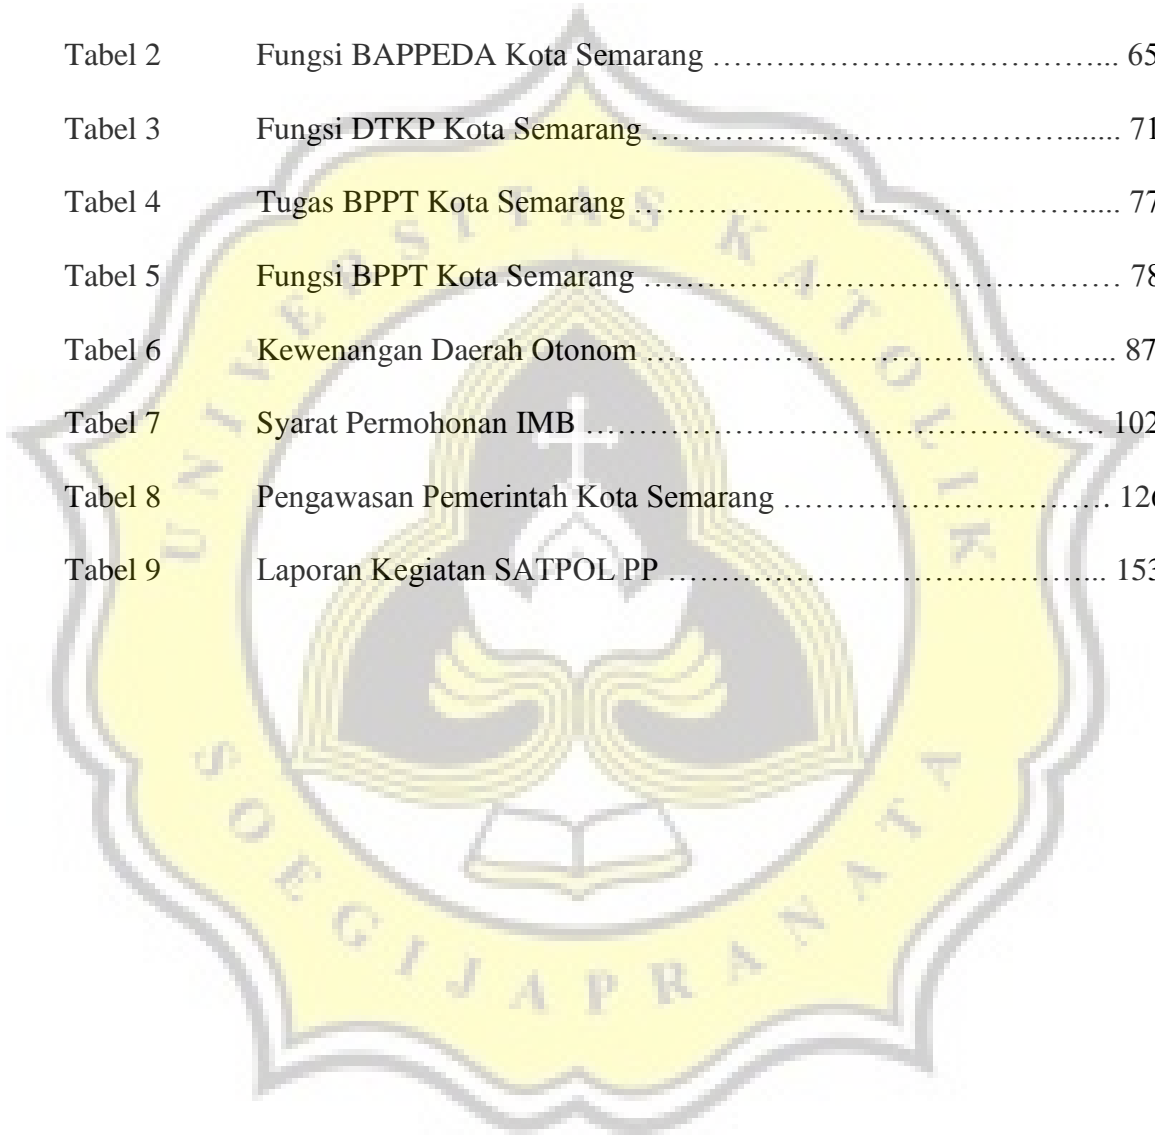 Tabel 2 Fungsi BAPPEDA Kota Semarang ………………………………... 65
Tabel 3 Fungsi DTKP Kota Semarang ………………………………....... 71
Tabel 4 Tugas BPPT Kota Semarang ……………………………………...... 77
Tabel 5 Fungsi BPPT Kota Semarang ……………………………………… 78
Tabel 6 Kewenangan Daerah Otonom ……………………………………... 87
Tabel 7 Syarat Permohonan IMB ………………………………………… 102
Tabel 8 Pengawasan Pemerintah Kota Semarang ………………………… 126
Tabel 9 Laporan Kegiatan SATPOL PP …………………………………... 153
UNIVERSITAS KATOLIK
SOEGIJAPRANATA